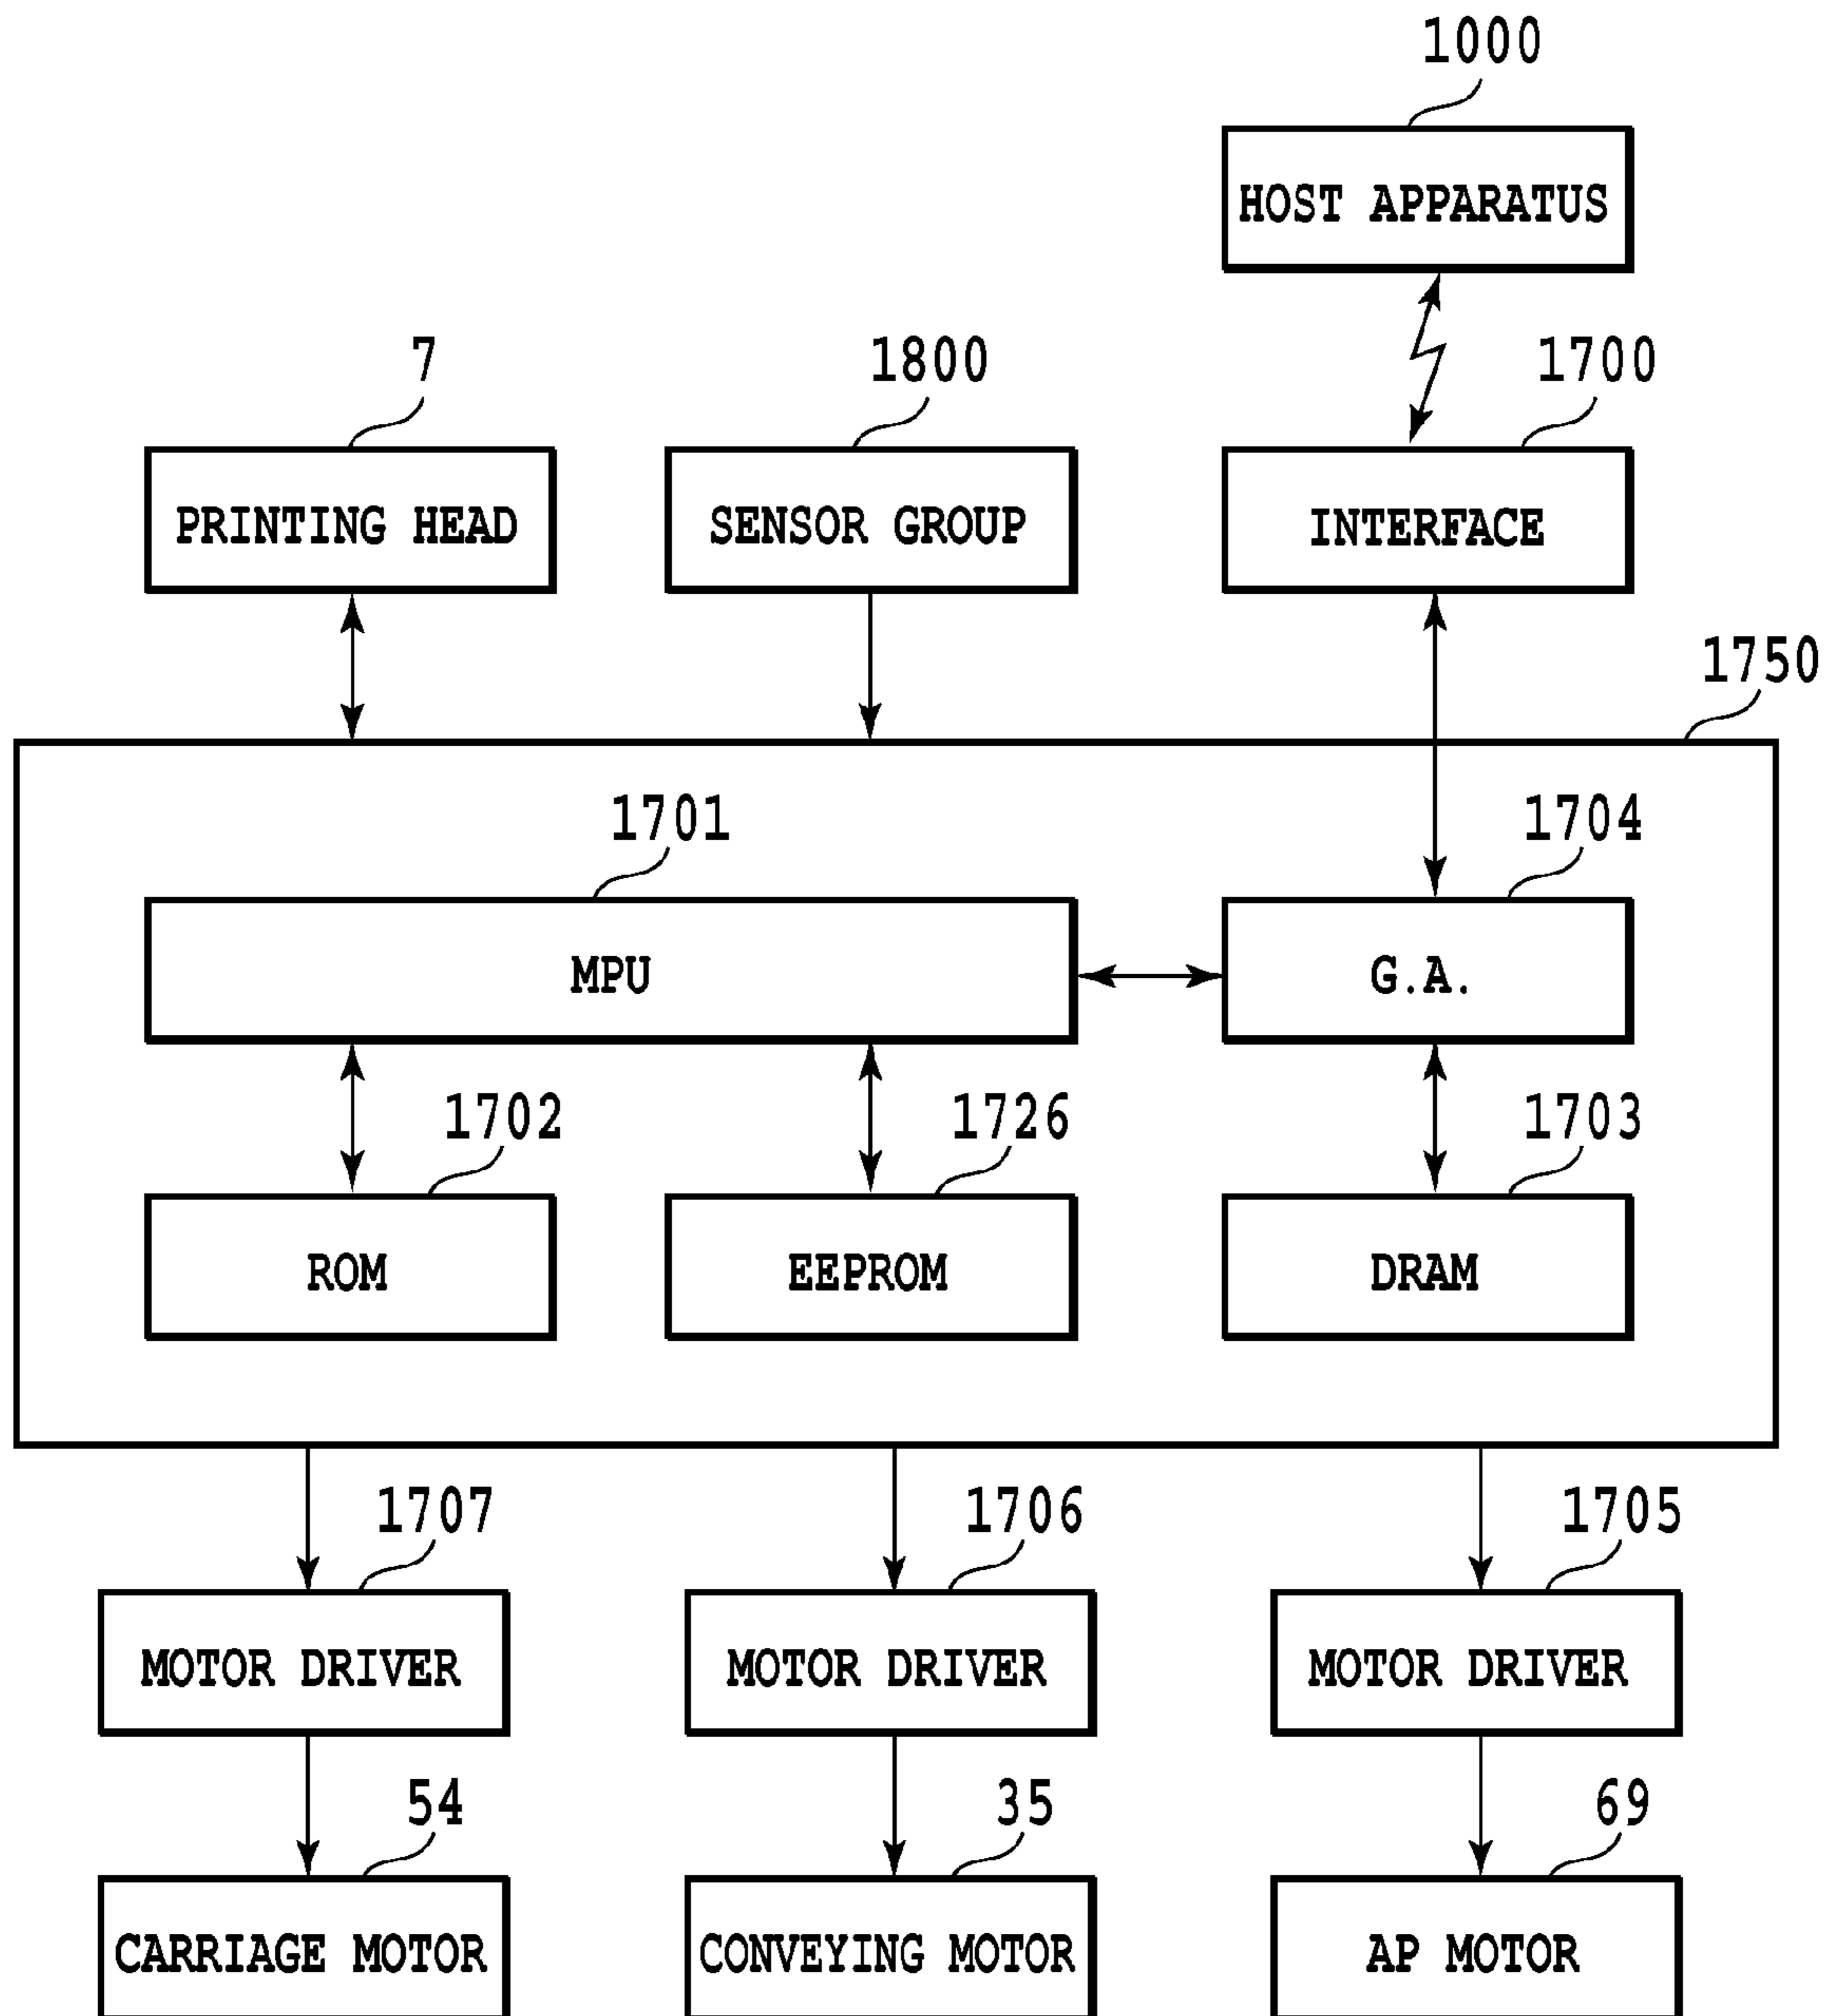 1000
HOST APPARATUS
7
1800
1700
PRINTING HEAD
SENSOR GROUP
INTERFACE
1750
1701
1704
MPU
G.A.
1702
1726
1703
ROM
EEPROM
DRAM
1707
1706
1705
MOTOR DRIVER
MOTOR DRIVER
MOTOR DRIVER
54
35
69
CARRIAGE MOTOR
CONVEYING MOTOR
AP MOTOR